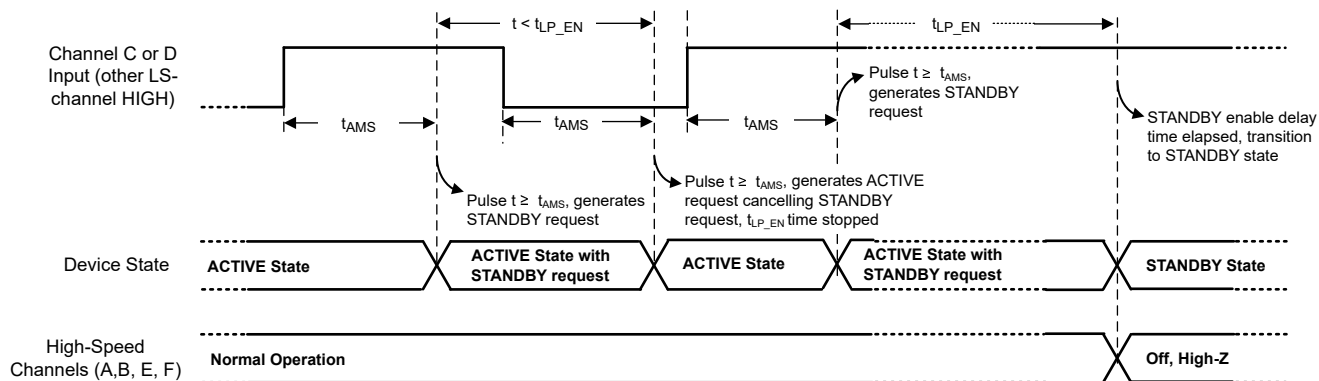 t < tLP_EN
tLP_EN
Channel C or D
Input (other LS-
channel HIGH)
tAMS
tAMS
tAMS
Pulse t ≥ tAMS,
generates STANDBY
request
STANDBY enable delay
time elapsed, transition
to STANDBY state
Pulse t ≥ tAMS, generates
STANDBY request
Pulse t ≥ tAMS, generates ACTIVE
request cancelling STANDBY
request, tLP_EN time stopped
Device State
ACTIVE State
ACTIVE State with
STANDBY request
ACTIVE State
ACTIVE State with
STANDBY request
STANDBY State
High-Speed
Channels (A,B, E, F)
Normal Operation
Off, High-Z